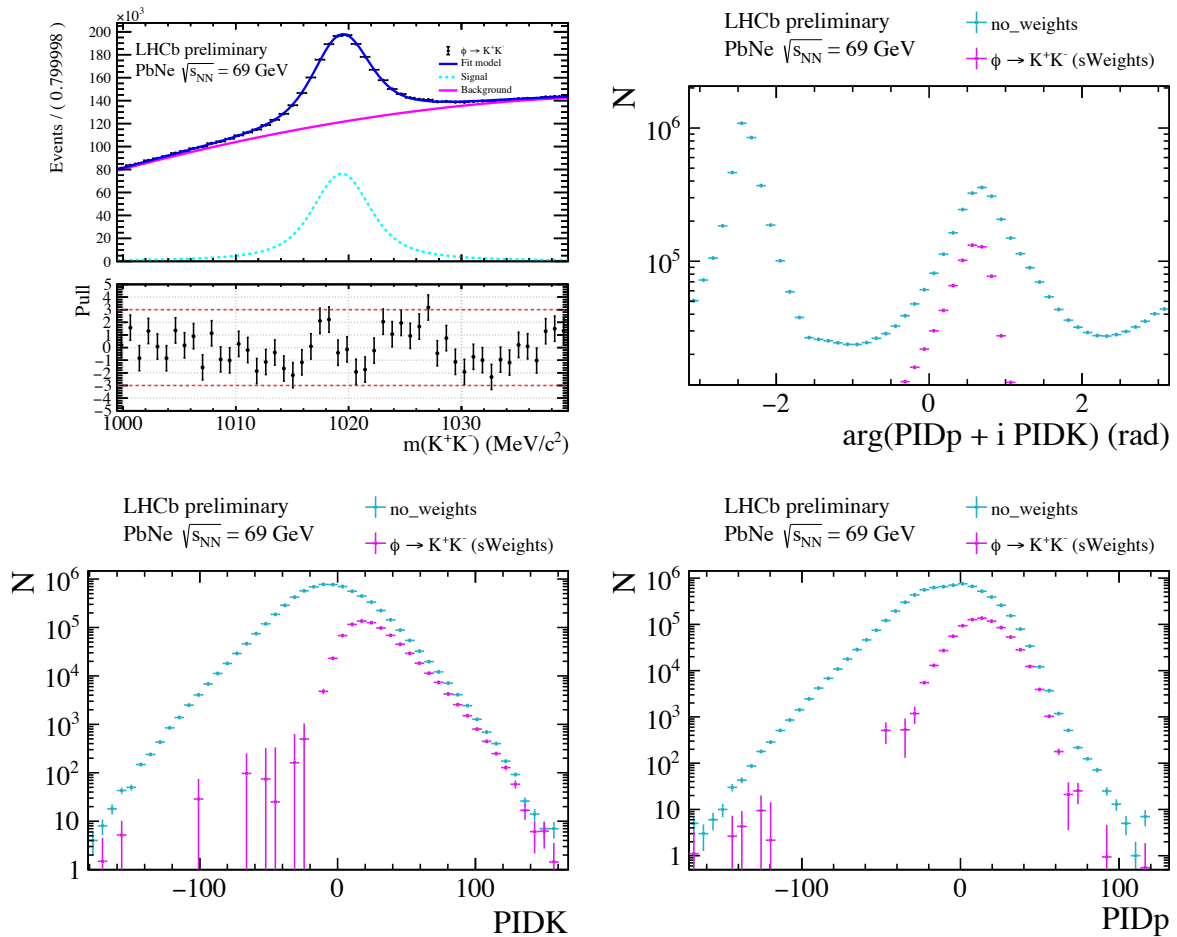 ×10³
200
180
160
140
120
100
80
60
40
20
0
Events / ( 0.799998 )
LHCb preliminary
PbNe √sNN = 69 GeV
ϕ → K⁺K⁻
Fit model
Signal
Background
5
4
3
2
1
0
−1
−2
−3
−4
−5
Pull
1000 1010 1020 1030
m(K⁺K⁻) (MeV/c²)
LHCb preliminary
PbNe √sNN = 69 GeV
no_weights
ϕ → K⁺K⁻ (sWeights)
N
10⁶
10⁵
−2 0 2
arg(PIDp + i PIDK) (rad)
LHCb preliminary
PbNe √sNN = 69 GeV
no_weights
ϕ → K⁺K⁻ (sWeights)
N
10⁶
10⁵
10⁴
10³
10²
10
1
−100 0 100
PIDK
LHCb preliminary
PbNe √sNN = 69 GeV
no_weights
ϕ → K⁺K⁻ (sWeights)
N
10⁶
10⁵
10⁴
10³
10²
10
1
−100 0 100
PIDp